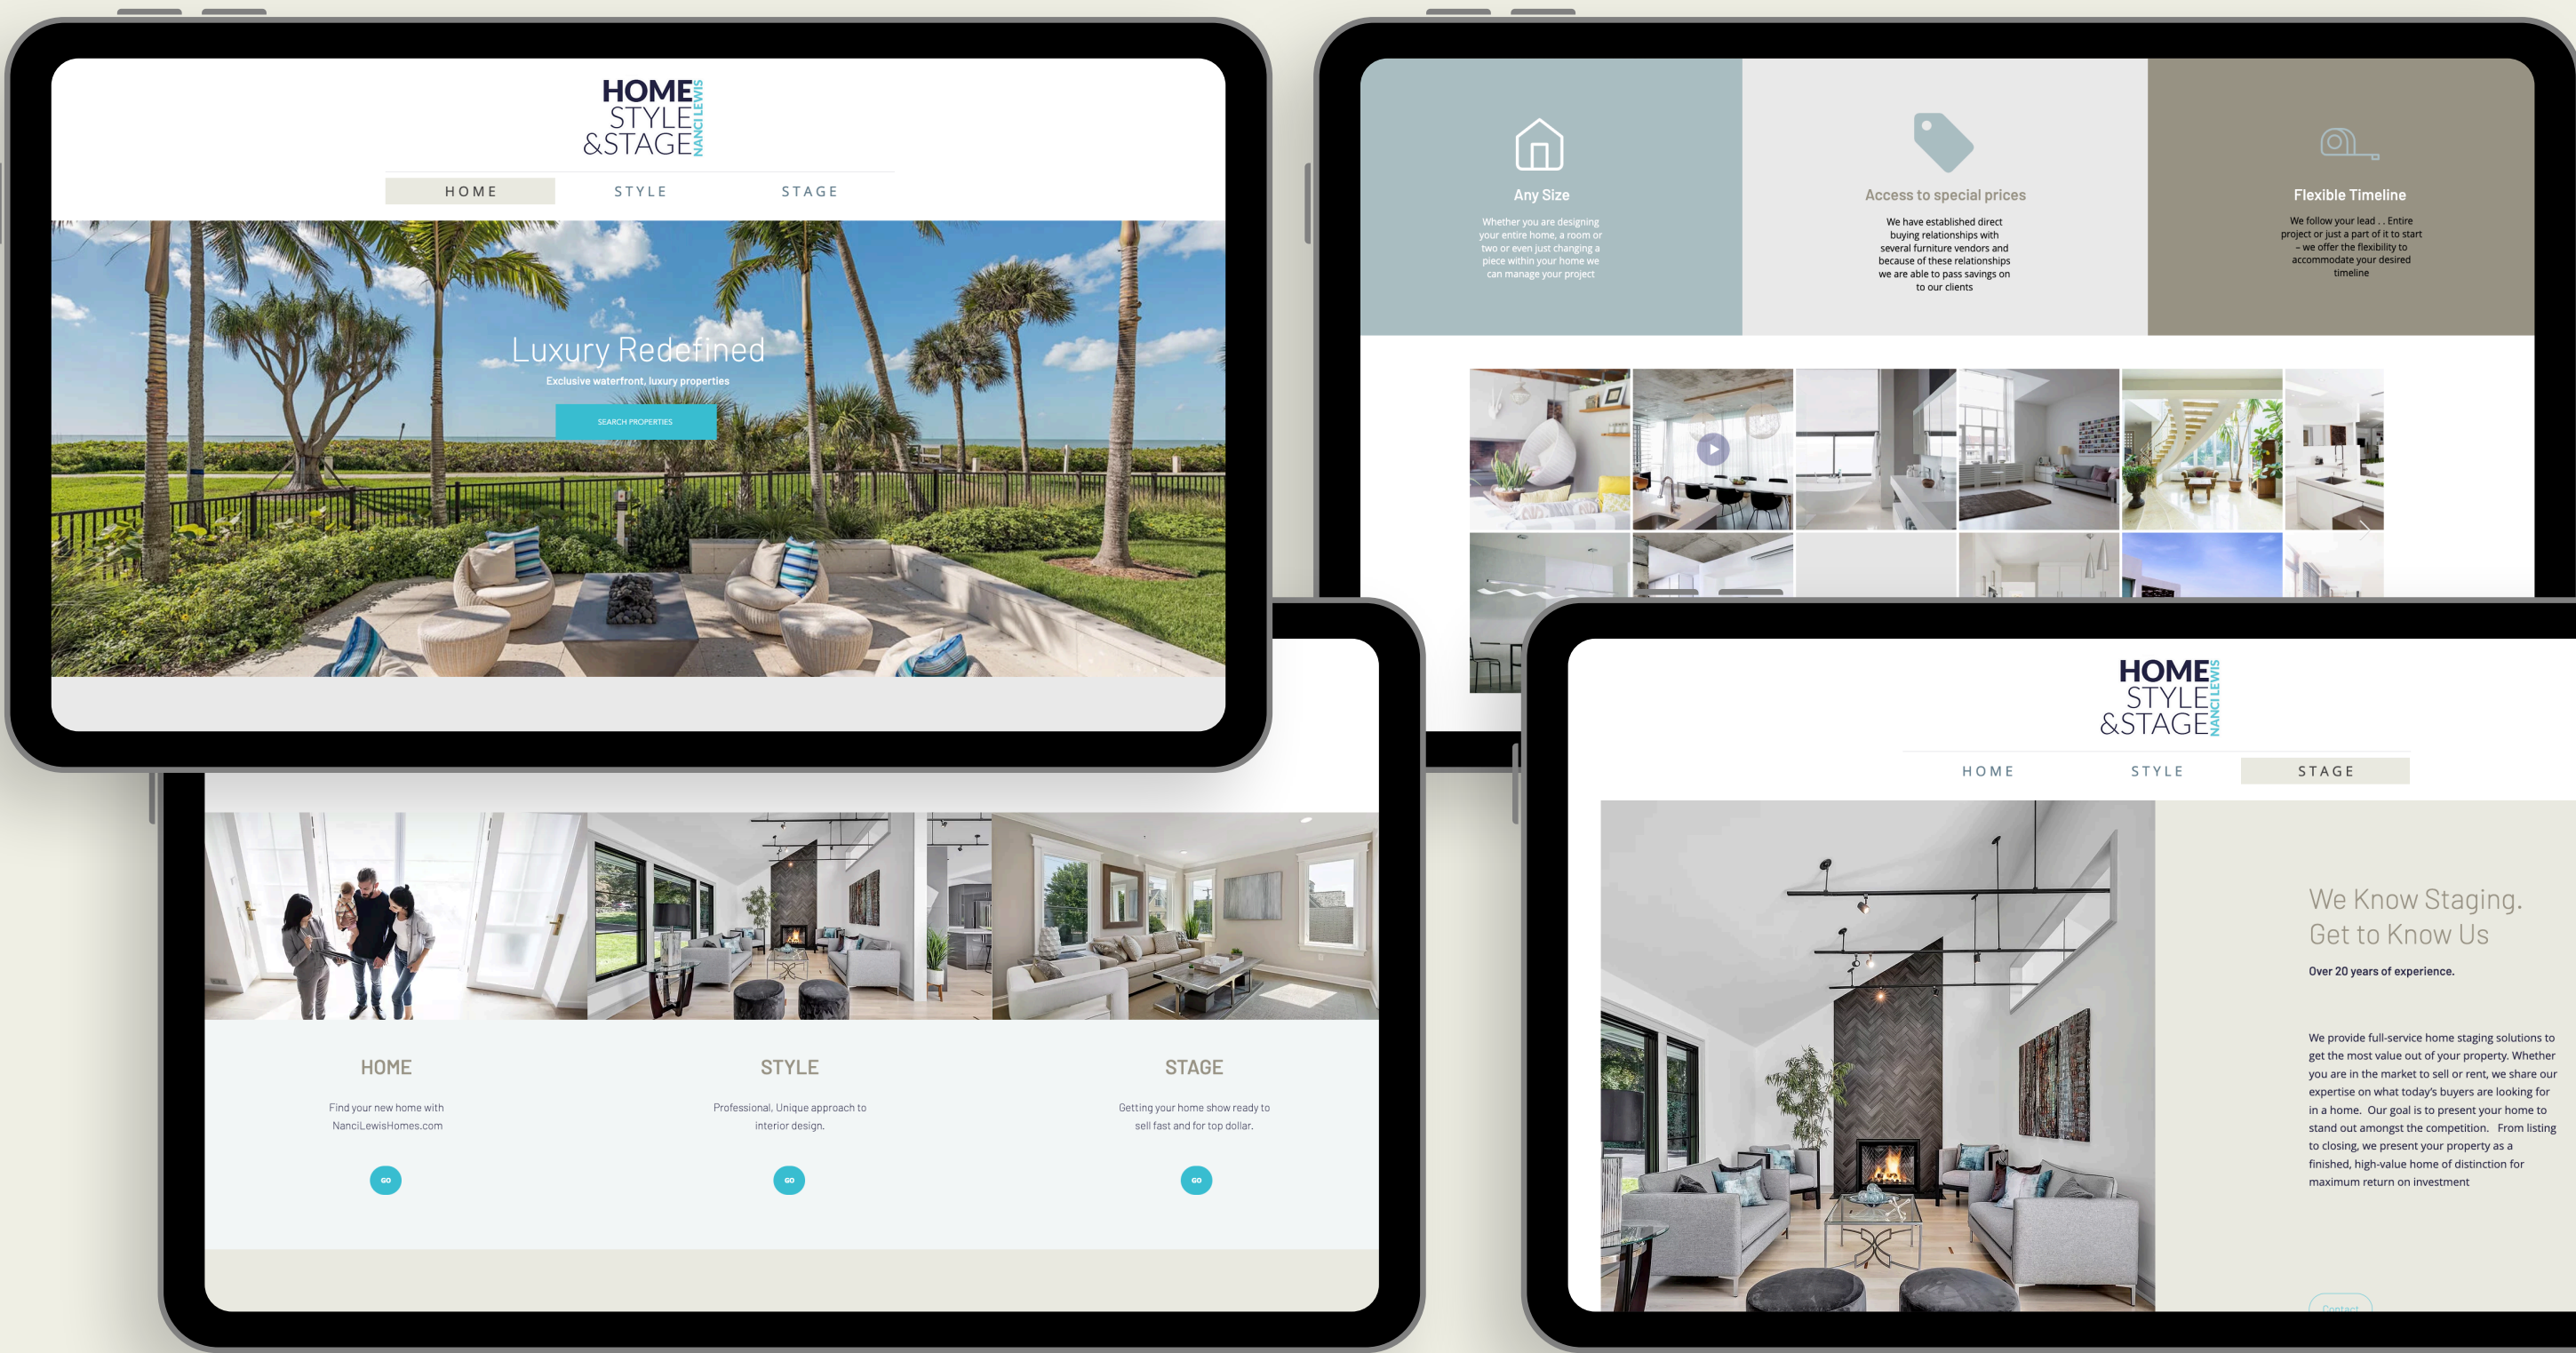 HOME
STYLE
&STAGE
NANCI LEWIS
HOME STYLE STAGE
Luxury Redefined
Exclusive waterfront, luxury properties
SEARCH PROPERTIES
Any Size
Whether you are designing
your entire home, a room or
two or even just changing a
piece within your home we
can manage your project
Access to special prices
We have established direct
buying relationships with
several furniture vendors and
because of these relationships
we are able to pass savings on
to our clients
Flexible Timeline
We follow your lead . . Entire
project or just a part of it to start
– we offer the flexibility to
accommodate your desired
timeline
HOME
Find your new home with
NanciLewisHomes.com
GO
STYLE
Professional, Unique approach to
interior design.
GO
STAGE
Getting your home show ready to
sell fast and for top dollar.
GO
HOME
STYLE
&STAGE
NANCI LEWIS
HOME STYLE STAGE
We Know Staging.
Get to Know Us
Over 20 years of experience.
We provide full-service home staging solutions to
get the most value out of your property. Whether
you are in the market to sell or rent, we share our
expertise on what today's buyers are looking for
in a home. Our goal is to present your home to
stand out amongst the competition. From listing
to closing, we present your property as a
finished, high-value home of distinction for
maximum return on investment
Contact